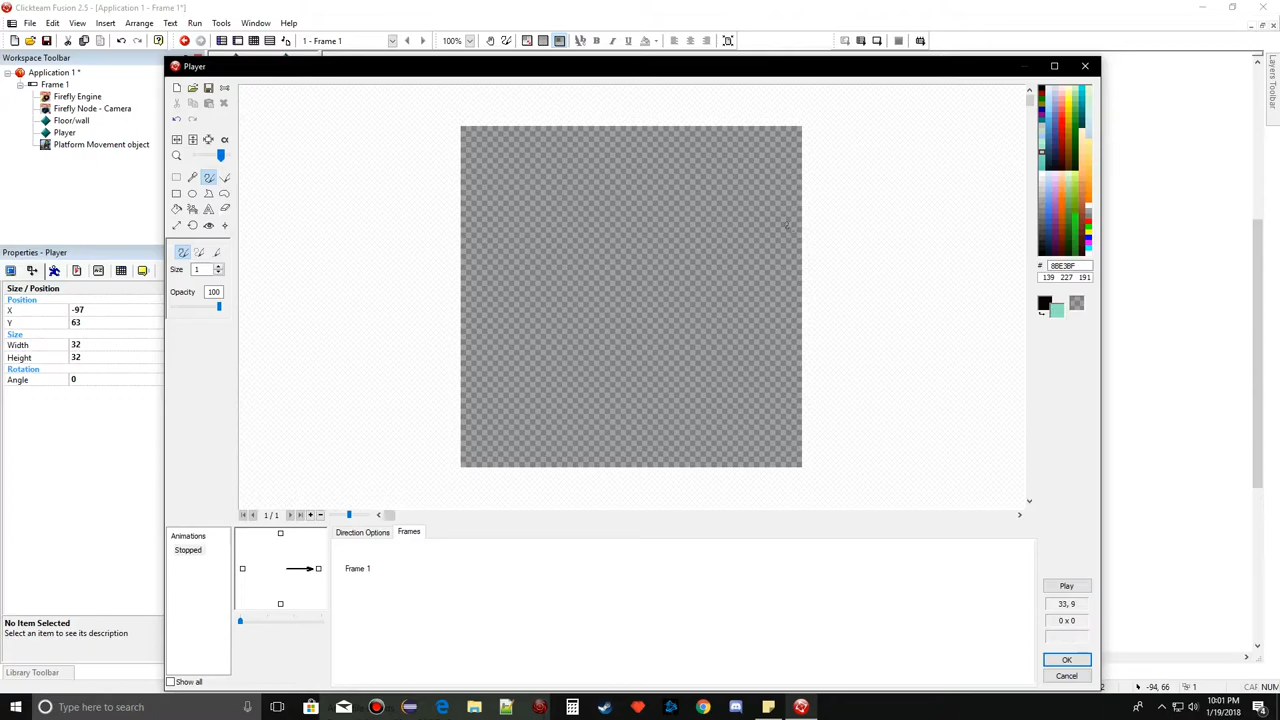 Clickteam Fusion 2.5 - [Application 1 - Frame 1*]
File Edit View Insert Arrange Text Run Tools Window Help
1 - Frame 1 100%
Workspace Toolbar
Application 1 *
Frame 1
Firefly Engine
Firefly Node - Camera
Floor/wall
Player
Platform Movement object
Properties - Player
Size / Position
Position
X -97
Y 63
Size
Width 32
Height 32
Rotation
Angle 0
No Item Selected
Select an item to see its description
Library Toolbar
Player
Size 1
Opacity 100
# 8BE3BF
139 227 191
1 / 1
Animations
Stopped
Show all
Direction Options Frames
Frame 1
Play
33, 9
0 x 0
OK
Cancel
Layers Toolbar
-94, 66 1 NUM
Type here to search
10:01 PM
1/19/2018